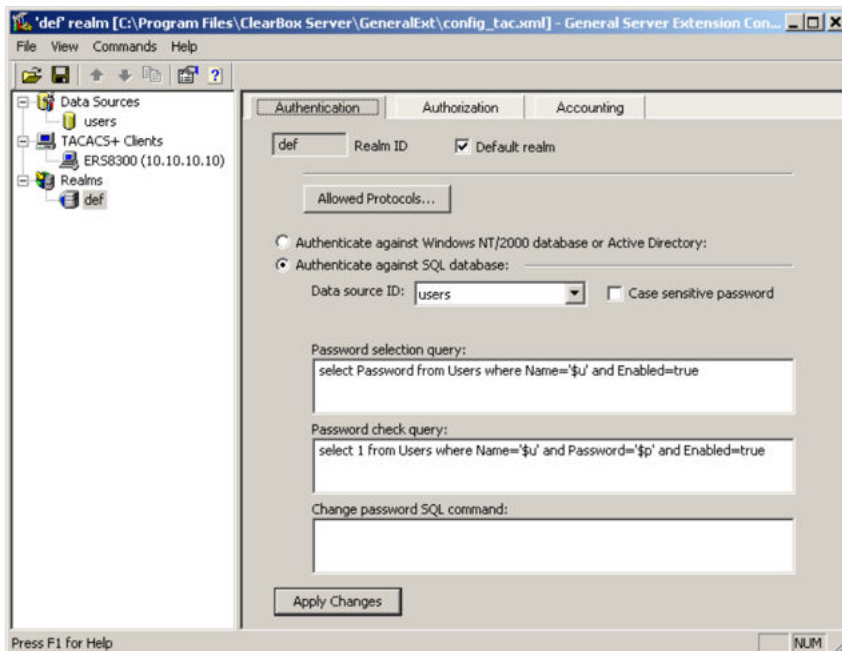 'def' realm [C:\Program Files\ClearBox Server\GeneralExt\config_tac.xml] - General Server Extension Con...
File View Commands Help
Data Sources
users
TACACS+ Clients
ERS8300 (10.10.10.10)
Realms
def
Authentication Authorization Accounting
def Realm ID Default realm
Allowed Protocols...
Authenticate against Windows NT/2000 database or Active Directory:
Authenticate against SQL database:
Data source ID: users Case sensitive password
Password selection query:
select Password from Users where Name='$u' and Enabled=true
Password check query:
select 1 from Users where Name='$u' and Password='$p' and Enabled=true
Change password SQL command:
Apply Changes
Press F1 for Help NUM